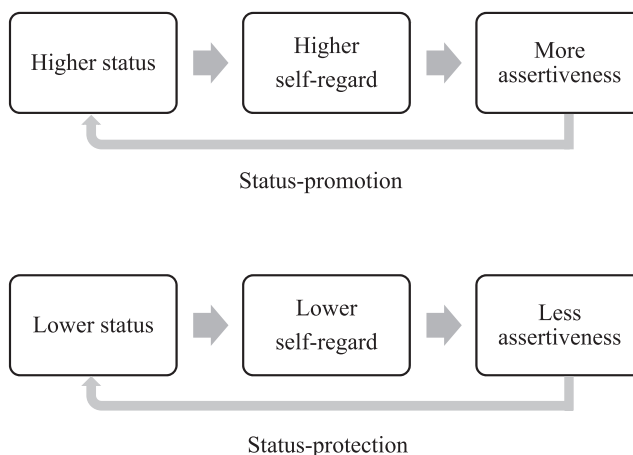 Higher status
Higher
self-regard
More
assertiveness
Status-promotion
Lower status
Lower
self-regard
Less
assertiveness
Status-protection